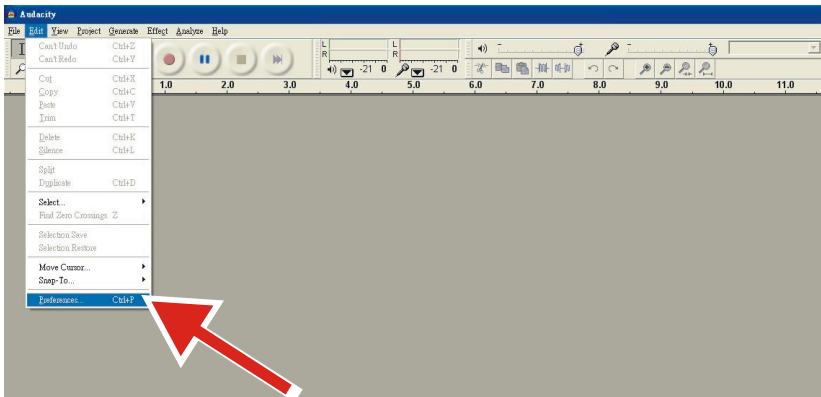 Audacity
File Edit View Project Generate Effect Analyze Help
Can't Undo Ctrl+Z
Can't Redo Ctrl+Y
Cut Ctrl+X
Copy Ctrl+C
Paste Ctrl+V
Trim Ctrl+T
Delete Ctrl+K
Silence Ctrl+L
Split
Duplicate Ctrl+D
Select...
Find Zero Crossings Z
Selection Save
Selection Restore
Move Cursor...
Snap-To...
Preferences... Ctrl+P
L L
R R
-21 0 -21 0
1.0 2.0 3.0 4.0 5.0 6.0 7.0 8.0 9.0 10.0 11.0